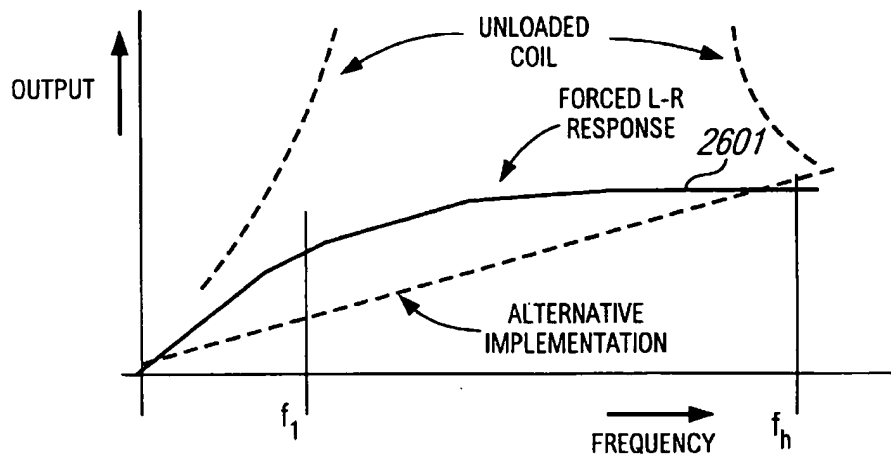 UNLOADED
COIL
OUTPUT
FORCED L-R
RESPONSE
2601
ALTERNATIVE
IMPLEMENTATION
f1
FREQUENCY
fh